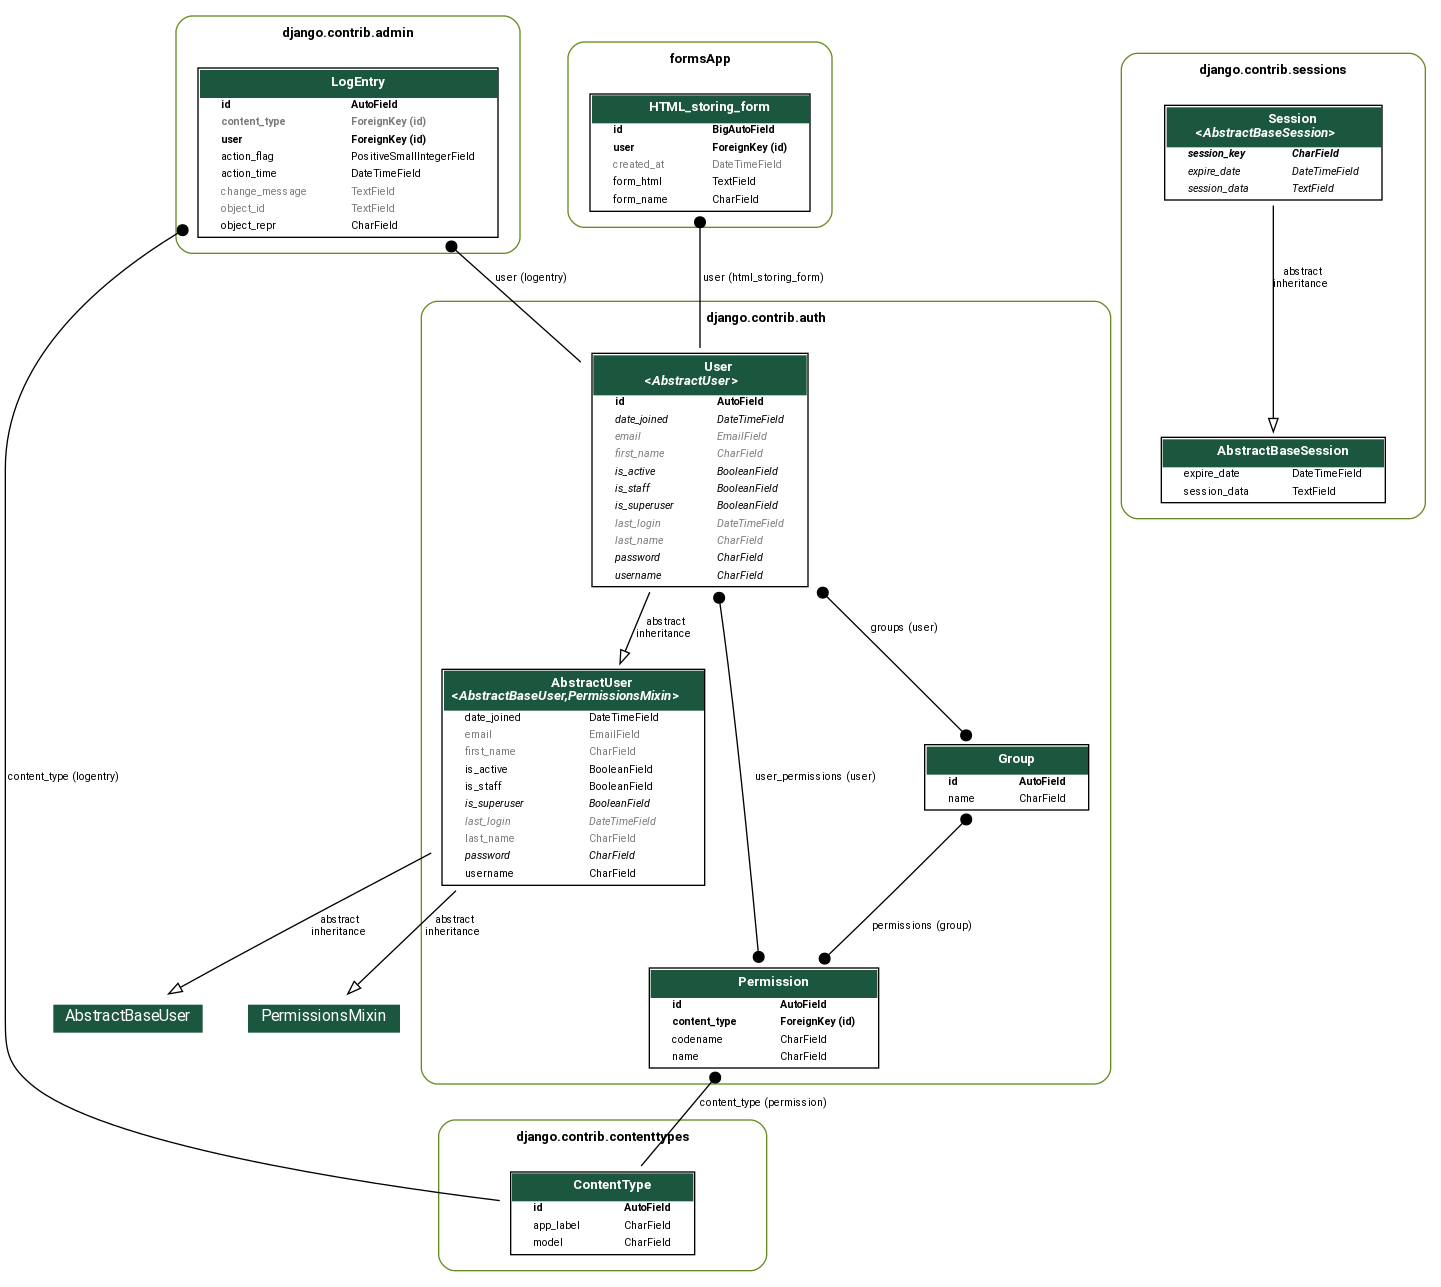 django.contrib.admin
LogEntry
id AutoField
content_type ForeignKey (id)
user ForeignKey (id)
action_flag PositiveSmallIntegerField
action_time DateTimeField
change_message TextField
object_id TextField
object_repr CharField
formsApp
HTML_storing_form
id BigAutoField
user ForeignKey (id)
created_at DateTimeField
form_html TextField
form_name CharField
django.contrib.sessions
Session
<AbstractBaseSession>
session_key CharField
expire_date DateTimeField
session_data TextField
abstract
inheritance
AbstractBaseSession
expire_date DateTimeField
session_data TextField
user (logentry)
user (html_storing_form)
django.contrib.auth
User
<AbstractUser>
id AutoField
date_joined DateTimeField
email EmailField
first_name CharField
is_active BooleanField
is_staff BooleanField
is_superuser BooleanField
last_login DateTimeField
last_name CharField
password CharField
username CharField
abstract
inheritance
groups (user)
AbstractUser
<AbstractBaseUser,PermissionsMixin>
date_joined DateTimeField
email EmailField
first_name CharField
is_active BooleanField
is_staff BooleanField
is_superuser BooleanField
last_login DateTimeField
last_name CharField
password CharField
username CharField
user_permissions (user)
Group
id AutoField
name CharField
content_type (logentry)
abstract
inheritance
abstract
inheritance
permissions (group)
AbstractBaseUser
PermissionsMixin
Permission
id AutoField
content_type ForeignKey (id)
codename CharField
name CharField
content_type (permission)
django.contrib.contenttypes
ContentType
id AutoField
app_label CharField
model CharField